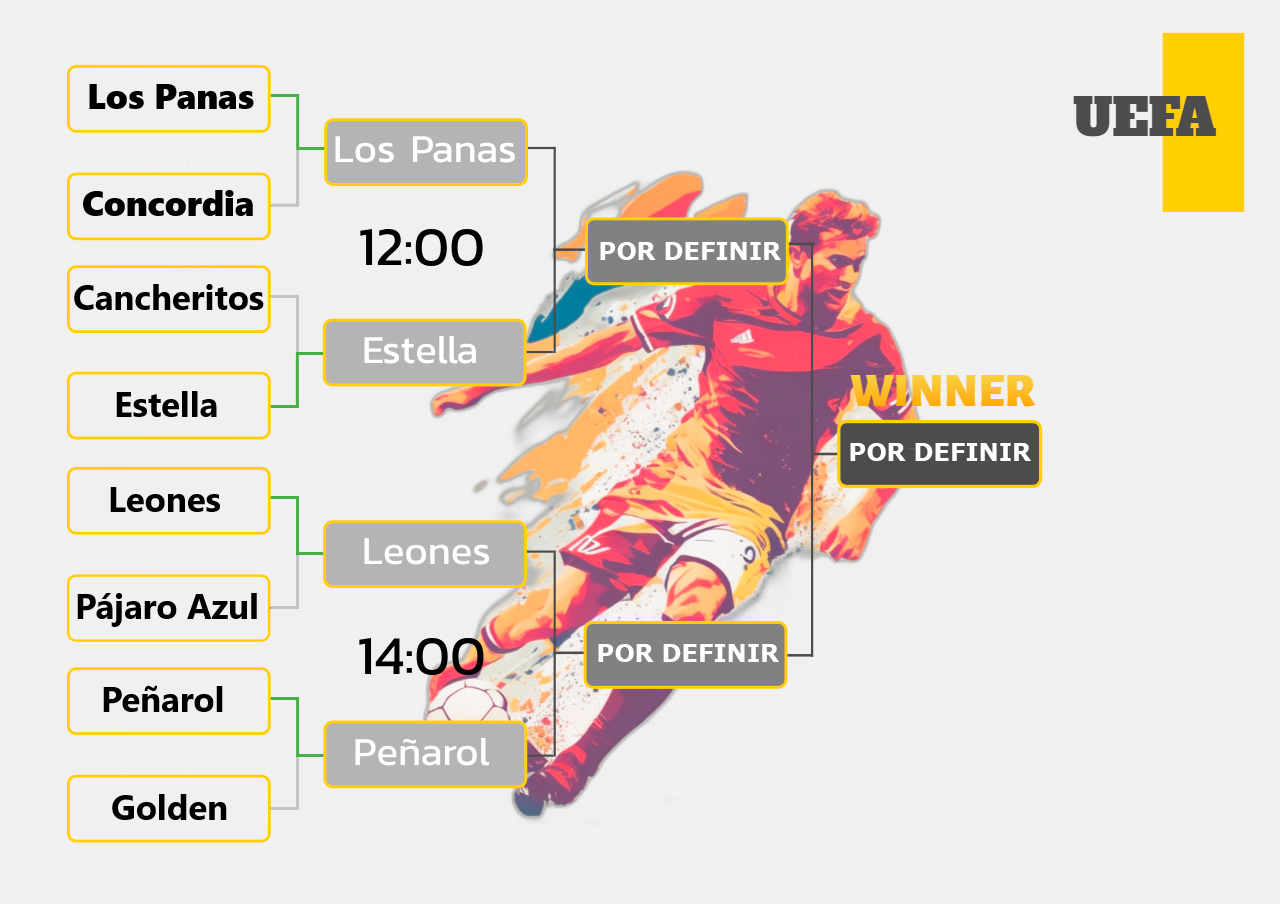 UEFA
Los Panas
Concordia
Cancheritos
Estella
Leones
Pájaro Azul
Peñarol
Golden
Los Panas
12:00
Estella
Leones
14:00
Peñarol
POR DEFINIR
POR DEFINIR
WINNER
POR DEFINIR